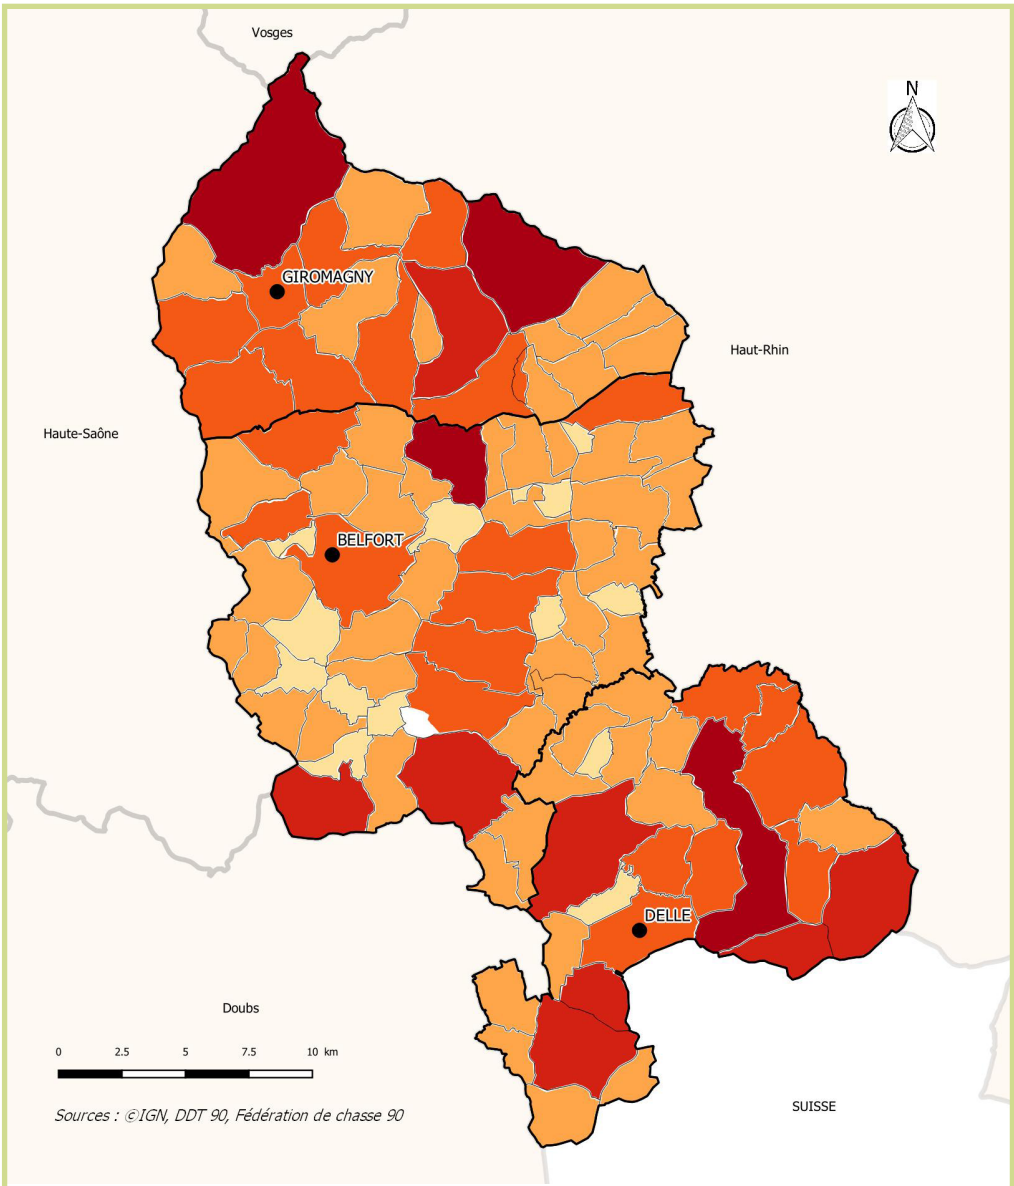 Vosges
N
GIROMAGNY
Haut-Rhin
Haute-Saône
BELFORT
DELLE
Doubs
0 2.5 5 7.5 10 km
SUISSE
Sources : ©IGN, DDT 90, Fédération de chasse 90